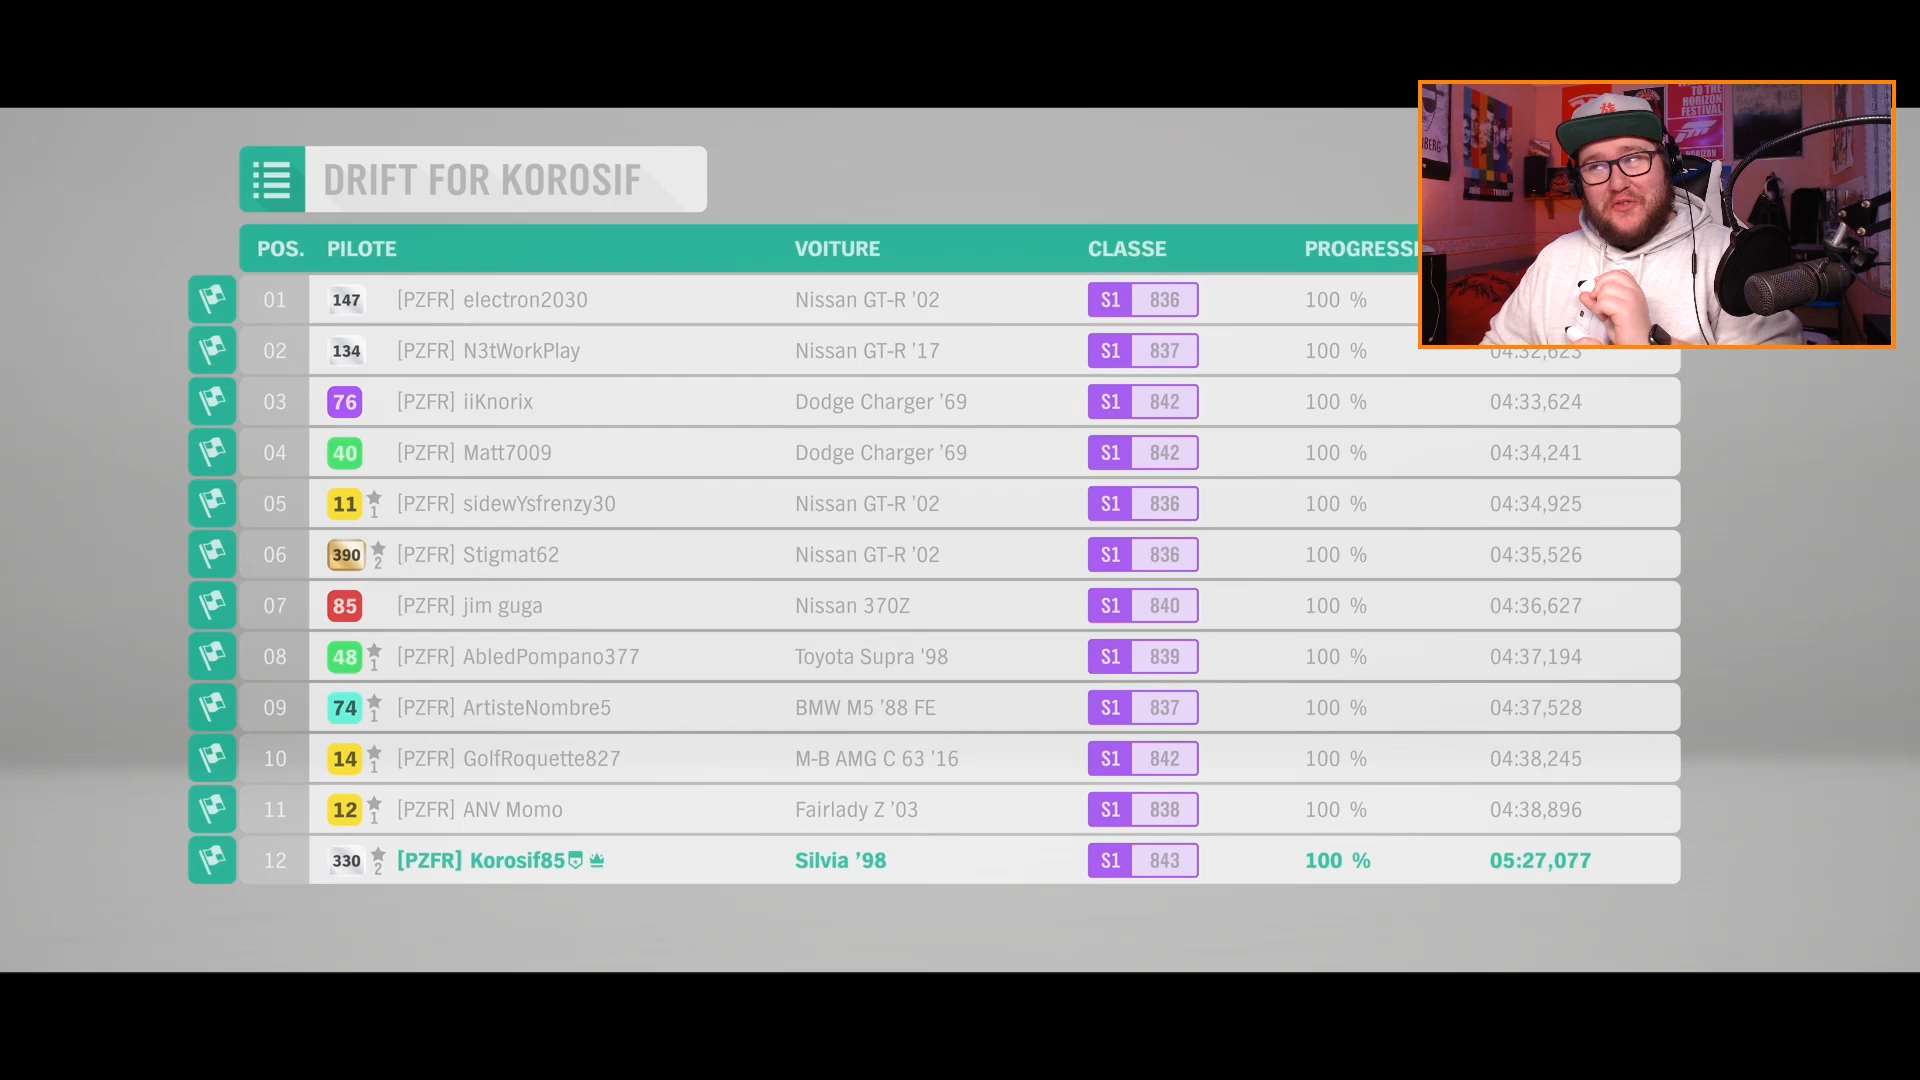 DRIFT FOR KOROSIF
POS. PILOTE VOITURE CLASSE
01 147 [PZFR] electron2030 Nissan GT-R ’02 S1 836 100 %
02 134 [PZFR] N3tWorkPlay Nissan GT-R ’17 S1 837 100 % 04:32,623
03 76 [PZFR] iiKnorix Dodge Charger ’69 S1 842 100 % 04:33,624
04 40 [PZFR] Matt7009 Dodge Charger ’69 S1 842 100 % 04:34,241
05 11 1 [PZFR] sidewYsfrenzy30 Nissan GT-R ’02 S1 836 100 % 04:34,925
06 390 2 [PZFR] Stigmat62 Nissan GT-R ’02 S1 836 100 % 04:35,526
07 85 [PZFR] jim guga Nissan 370Z S1 840 100 % 04:36,627
08 48 1 [PZFR] AbledPompano377 Toyota Supra '98 S1 839 100 % 04:37,194
09 74 1 [PZFR] ArtisteNombre5 BMW M5 ’88 FE S1 837 100 % 04:37,528
10 14 1 [PZFR] GolfRoquette827 M-B AMG C 63 ’16 S1 842 100 % 04:38,245
11 12 1 [PZFR] ANV Momo Fairlady Z ’03 S1 838 100 % 04:38,896
12 330 2 [PZFR] Korosif85 Silvia ’98 S1 843 100 % 05:27,077
TO THE
HORIZON
FESTIVAL
HORIZON